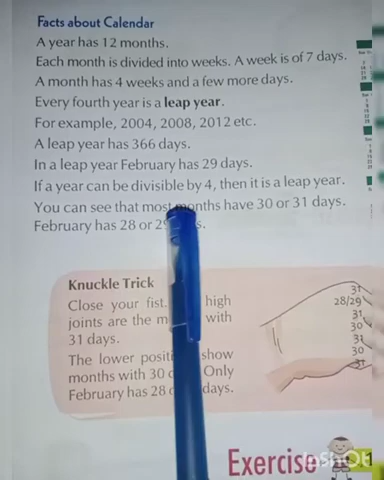 Facts about Calendar
A year has 12 months.
Each month is divided into weeks. A week is of 7 days.
A month has 4 weeks and a few more days.
Every fourth year is a leap year.
For example, 2004, 2008, 2012 etc.
A leap year has 366 days.
In a leap year February has 29 days.
If a year can be divisible by 4, then it is a leap year.
You can see that most months have 30 or 31 days.
February has 28 or
Knuckle Trick
Close your fist. high
joints are the with
31 days.
The lower show
months with 30 Only
February has 28 days.
31
28/29
31
30
31
30
31
Exercise